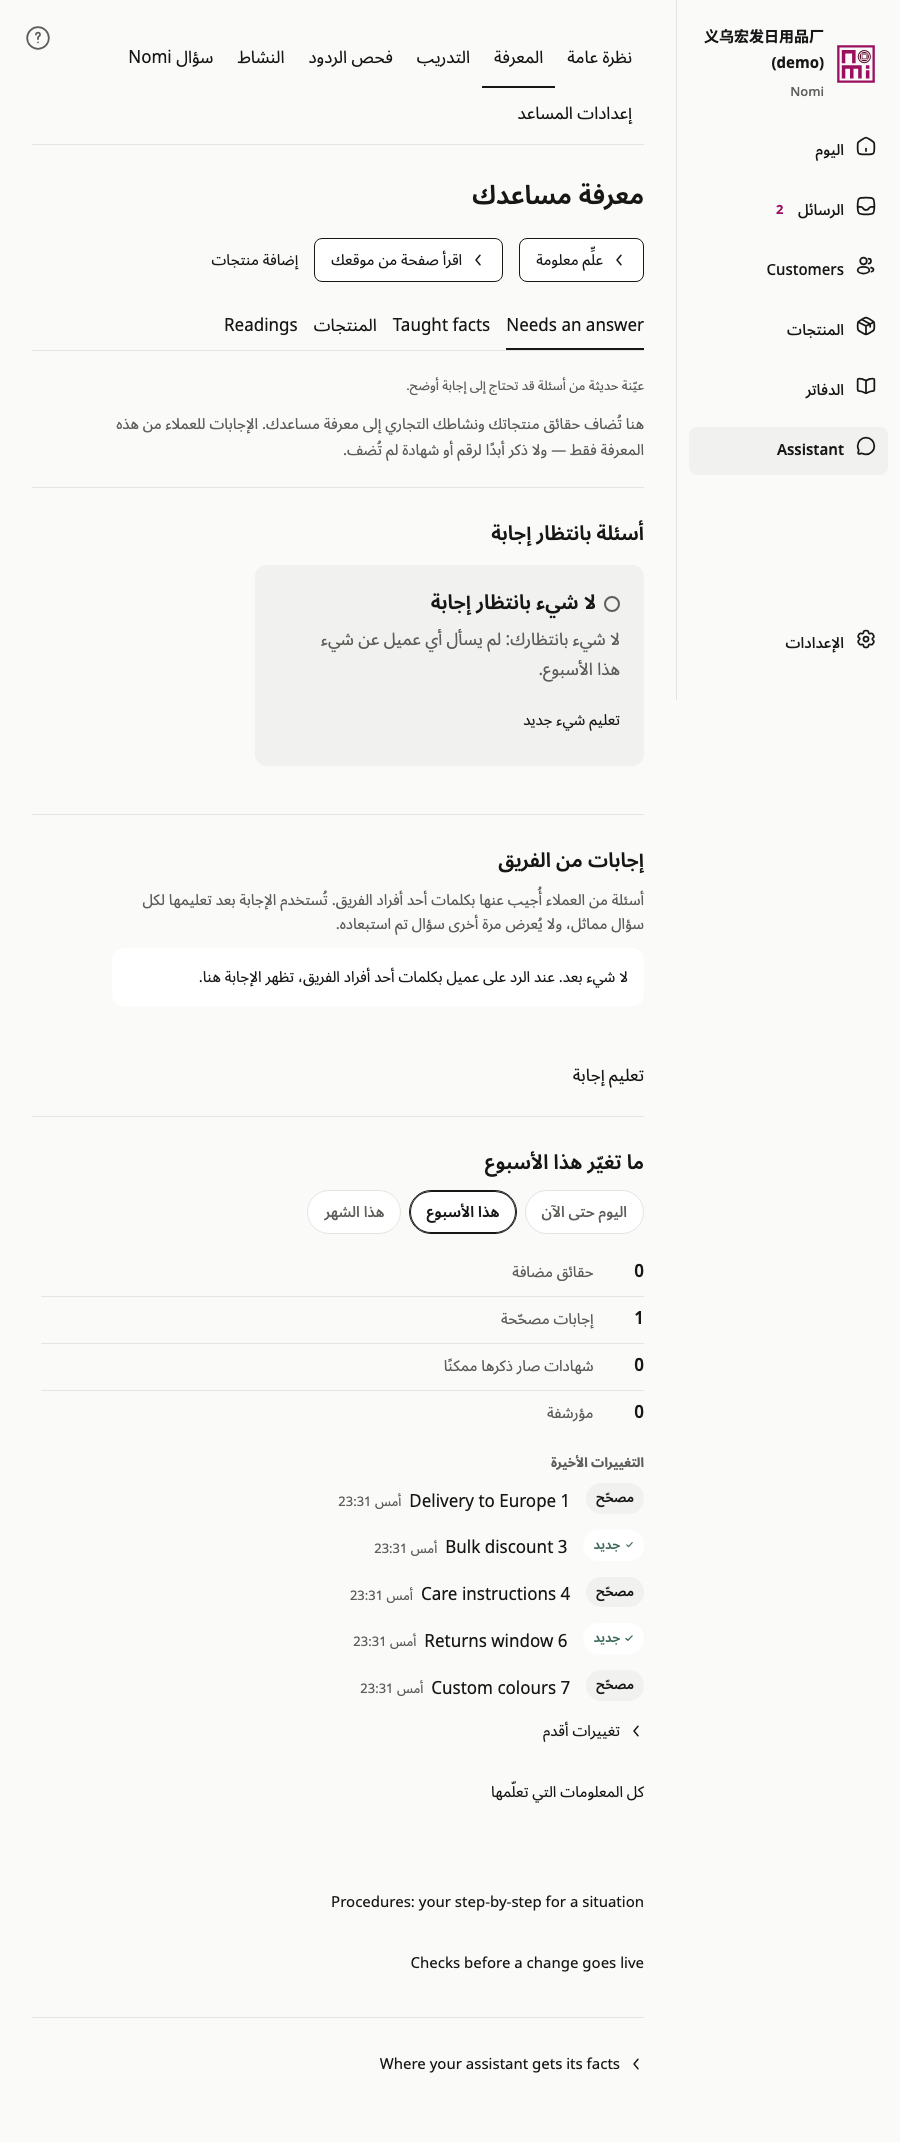 义乌宏发日用品厂
(demo)
Nomi
اليوم
الرسائل 2
Customers
المنتجات
الدفاتر
Assistant
الإعدادات
نظرة عامة
المعرفة
التدريب
فحص الردود
النشاط
سؤال Nomi
إعدادات المساعد
معرفة مساعدك
علِّم معلومة
اقرأ صفحة من موقعك
إضافة منتجات
Needs an answer
Taught facts
المنتجات
Readings
عيّنة حديثة من أسئلة قد تحتاج إلى إجابة أوضح.
هنا تُضاف حقائق منتجاتك ونشاطك التجاري إلى معرفة مساعدك. الإجابات للعملاء من هذه
المعرفة فقط — ولا ذكر أبدًا لرقم أو شهادة لم تُضف.
أسئلة بانتظار إجابة
لا شيء بانتظار إجابة
لا شيء بانتظارك: لم يسأل أي عميل عن شيء
هذا الأسبوع.
تعليم شيء جديد
إجابات من الفريق
أسئلة من العملاء أُجيب عنها بكلمات أحد أفراد الفريق. تُستخدم الإجابة بعد تعليمها لكل
سؤال مماثل، ولا يُعرض مرة أخرى سؤال تم استبعاده.
لا شيء بعد. عند الرد على عميل بكلمات أحد أفراد الفريق، تظهر الإجابة هنا.
تعليم إجابة
ما تغيّر هذا الأسبوع
اليوم حتى الآن
هذا الأسبوع
هذا الشهر
0 حقائق مضافة
1 إجابات مصحّحة
0 شهادات صار ذكرها ممكنًا
0 مؤرشفة
التغييرات الأخيرة
مصحّح Delivery to Europe 1 أمس 23:31
جديد Bulk discount 3 أمس 23:31
مصحّح Care instructions 4 أمس 23:31
جديد Returns window 6 أمس 23:31
مصحّح Custom colours 7 أمس 23:31
تغييرات أقدم
كل المعلومات التي تعلّمها
Procedures: your step-by-step for a situation
Checks before a change goes live
Where your assistant gets its facts